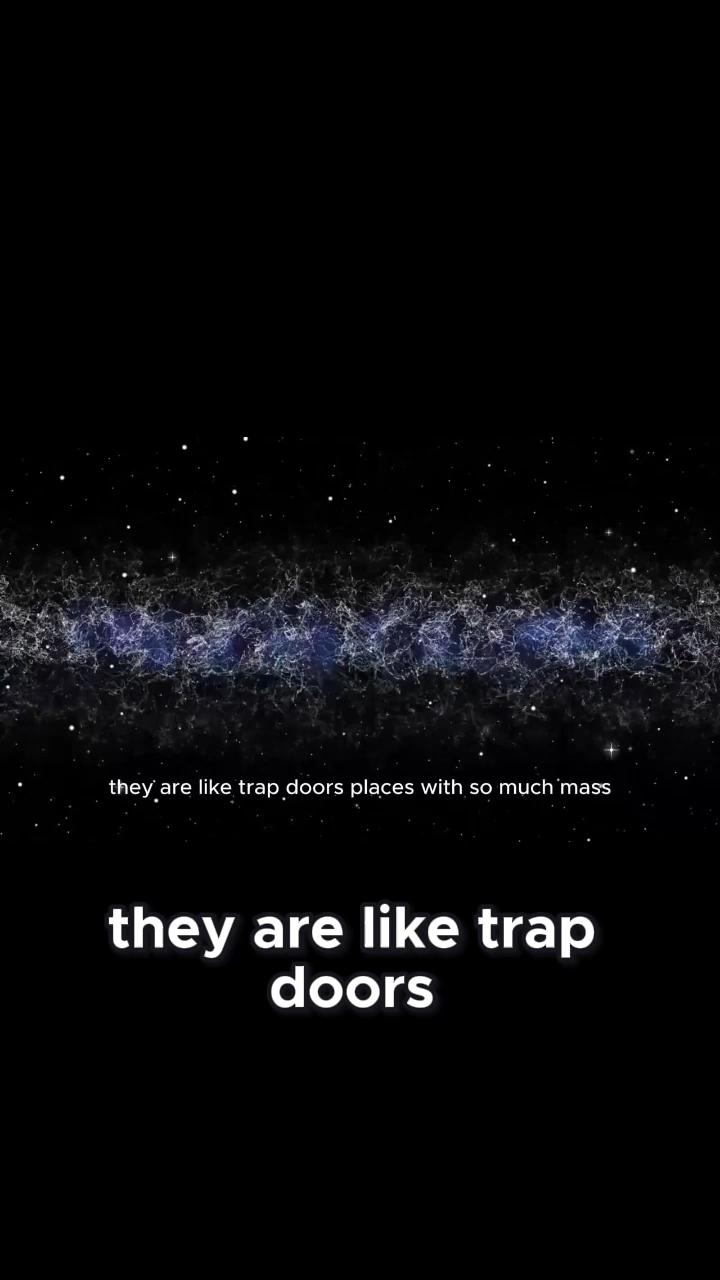 they are like trap doors places with so much mass
they are like trap
doors